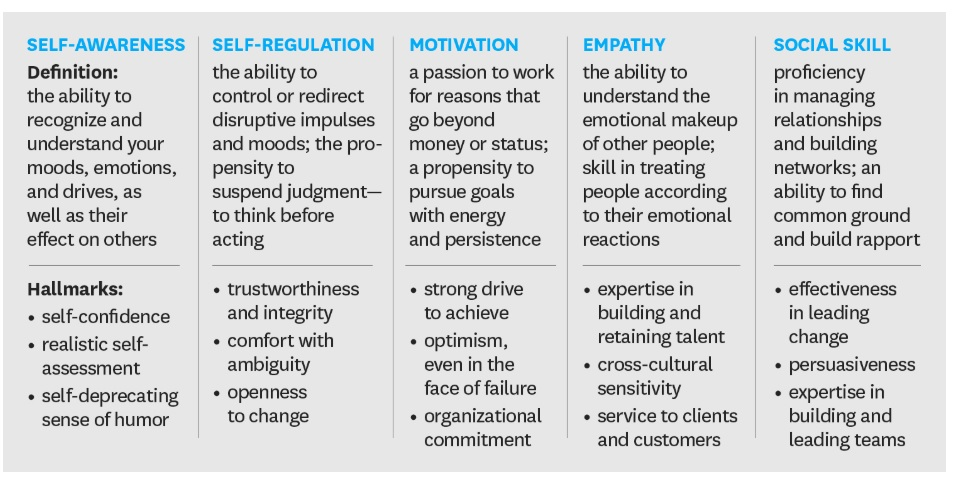 SELF-AWARENESS
Definition:
the ability to
recognize and
understand your
moods, emotions,
and drives, as
well as their
effect on others
Hallmarks:
• self-confidence
• realistic self-
assessment
• self-deprecating
sense of humor
SELF-REGULATION
the ability to
control or redirect
disruptive impulses
and moods; the pro-
pensity to
suspend judgment—
to think before
acting
• trustworthiness
and integrity
• comfort with
ambiguity
• openness
to change
MOTIVATION
a passion to work
for reasons that
go beyond
money or status;
a propensity to
pursue goals
with energy
and persistence
• strong drive
to achieve
• optimism,
even in the
face of failure
• organizational
commitment
EMPATHY
the ability to
understand the
emotional makeup
of other people;
skill in treating
people according
to their emotional
reactions
• expertise in
building and
retaining talent
• cross-cultural
sensitivity
• service to clients
and customers
SOCIAL SKILL
proficiency
in managing
relationships
and building
networks; an
ability to find
common ground
and build rapport
• effectiveness
in leading
change
• persuasiveness
• expertise in
building and
leading teams